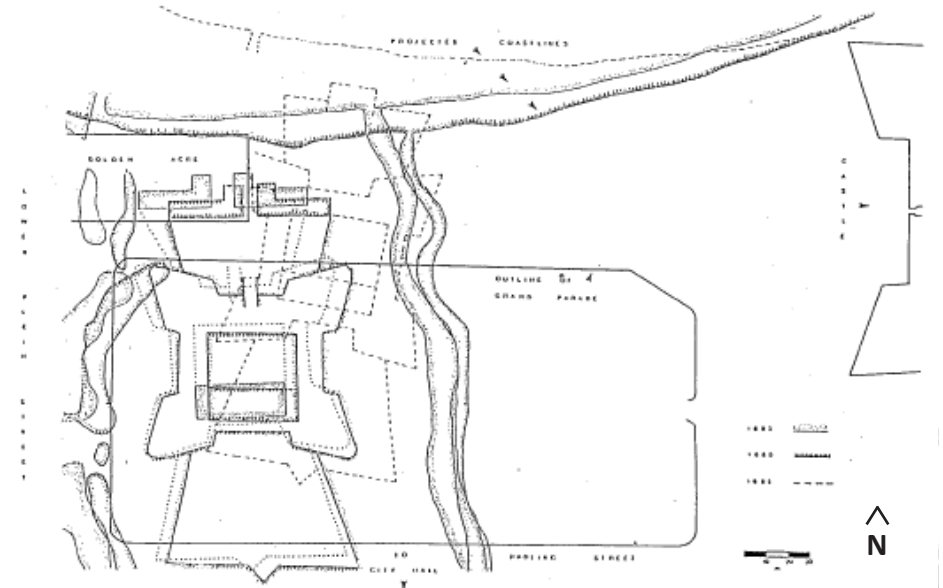 PROJECTED COASTLINES
GOLDEN ACRE
LOWER PLEIN STREET
CASTLE
OUTLINE OF
GRAND PARADE
N
TO
CITY HALL
DARLING STREET